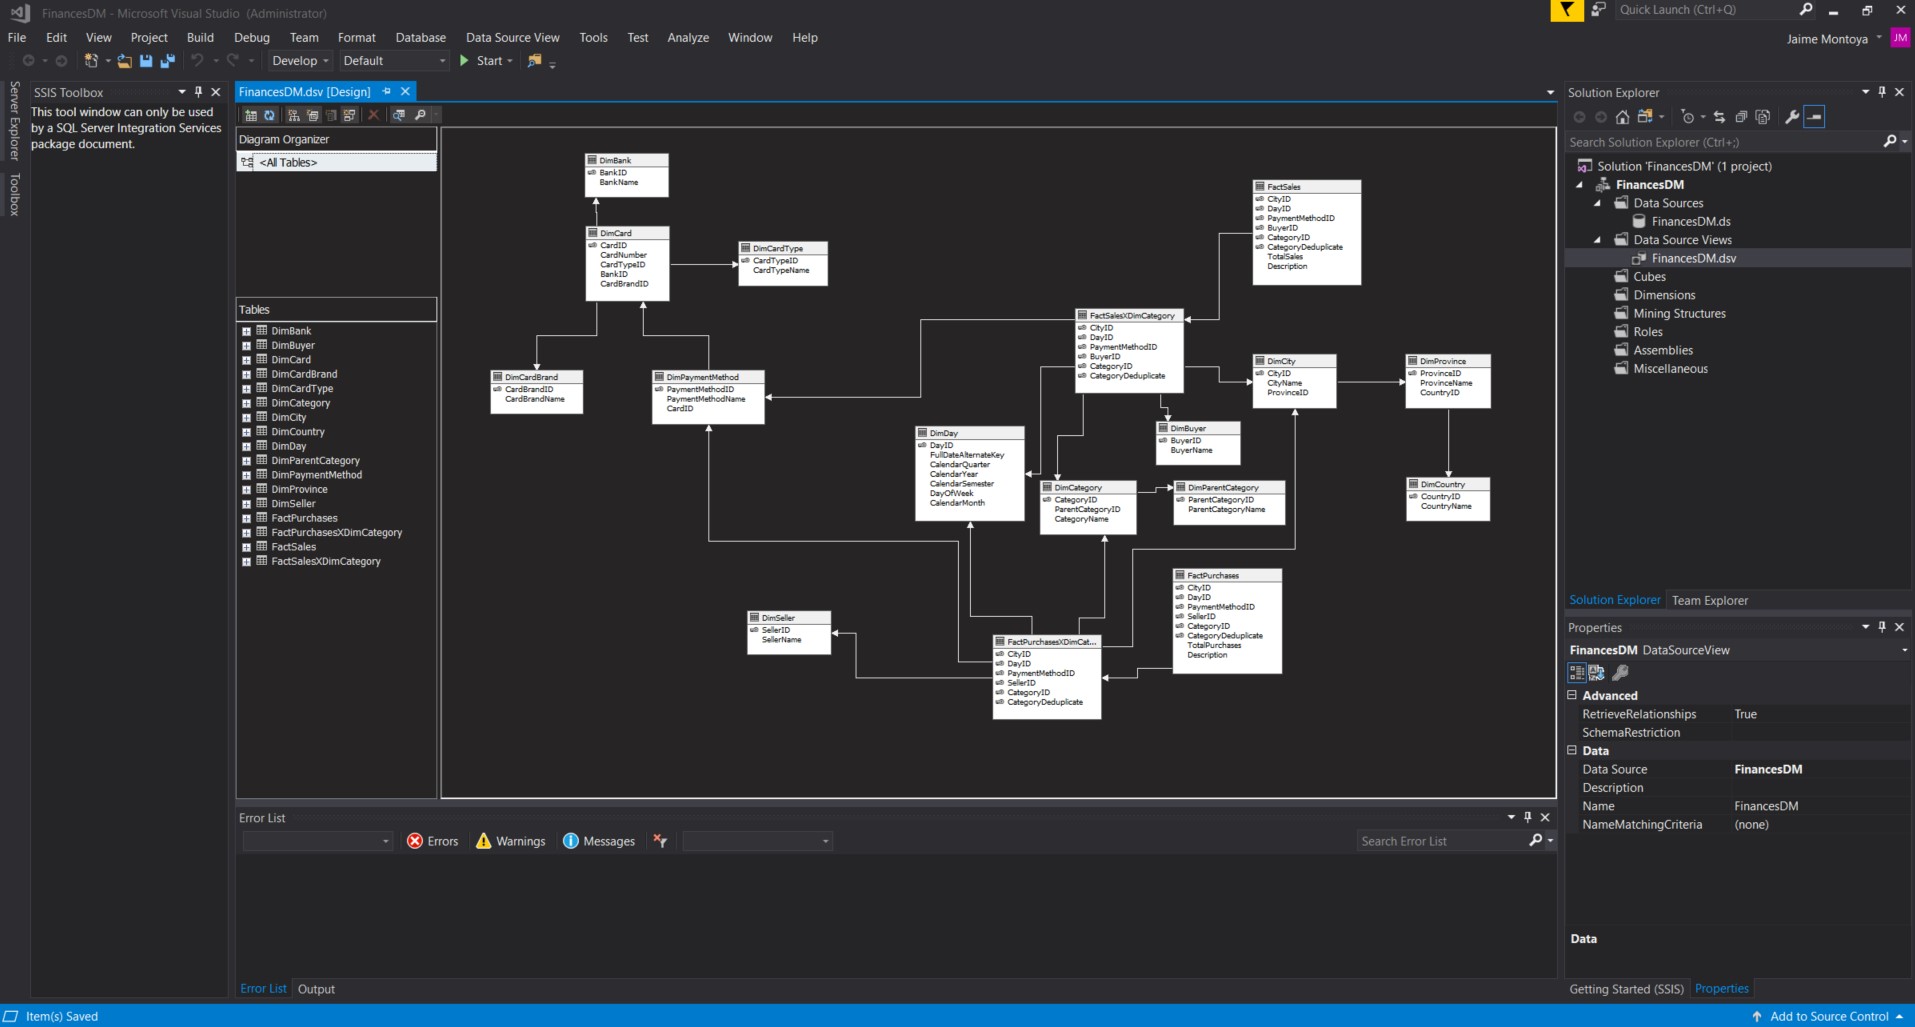 FinancesDM - Microsoft Visual Studio (Administrator)
Quick Launch (Ctrl+Q)
File Edit View Project Build Debug Team Format Database Data Source View Tools Test Analyze Window Help
Jaime Montoya
JM
Develop
Default
Start
Server Explorer
Toolbox
SSIS Toolbox
This tool window can only be used
by a SQL Server Integration Services
package document.
FinancesDM.dsv [Design]
Diagram Organizer
<All Tables>
Tables
DimBank
DimBuyer
DimCard
DimCardBrand
DimCardType
DimCategory
DimCity
DimCountry
DimDay
DimParentCategory
DimPaymentMethod
DimProvince
DimSeller
FactPurchases
FactPurchasesXDimCategory
FactSales
FactSalesXDimCategory
DimBank
BankID
BankName
DimCard
CardID
CardNumber
CardTypeID
BankID
CardBrandID
DimCardType
CardTypeID
CardTypeName
DimCardBrand
CardBrandID
CardBrandName
DimPaymentMethod
PaymentMethodID
PaymentMethodName
CardID
FactSales
CityID
DayID
PaymentMethodID
BuyerID
CategoryID
CategoryDeduplicate
TotalSales
Description
FactSalesXDimCategory
CityID
DayID
PaymentMethodID
BuyerID
CategoryID
CategoryDeduplicate
DimCity
CityID
CityName
ProvinceID
DimProvince
ProvinceID
ProvinceName
CountryID
DimDay
DayID
FullDateAlternateKey
CalendarQuarter
CalendarYear
CalendarSemester
DayOfWeek
CalendarMonth
DimBuyer
BuyerID
BuyerName
DimCategory
CategoryID
ParentCategoryID
CategoryName
DimParentCategory
ParentCategoryID
ParentCategoryName
DimCountry
CountryID
CountryName
FactPurchases
CityID
DayID
PaymentMethodID
SellerID
CategoryID
CategoryDeduplicate
TotalPurchases
Description
DimSeller
SellerID
SellerName
FactPurchasesXDimCat...
CityID
DayID
PaymentMethodID
SellerID
CategoryID
CategoryDeduplicate
Error List
Errors
Warnings
Messages
Search Error List
Error List Output
Solution Explorer
Search Solution Explorer (Ctrl+;)
Solution 'FinancesDM' (1 project)
FinancesDM
Data Sources
FinancesDM.ds
Data Source Views
FinancesDM.dsv
Cubes
Dimensions
Mining Structures
Roles
Assemblies
Miscellaneous
Solution Explorer Team Explorer
Properties
FinancesDM DataSourceView
Advanced
RetrieveRelationships True
SchemaRestriction
Data
Data Source FinancesDM
Description
Name FinancesDM
NameMatchingCriteria (none)
Data
Getting Started (SSIS) Properties
Item(s) Saved
Add to Source Control